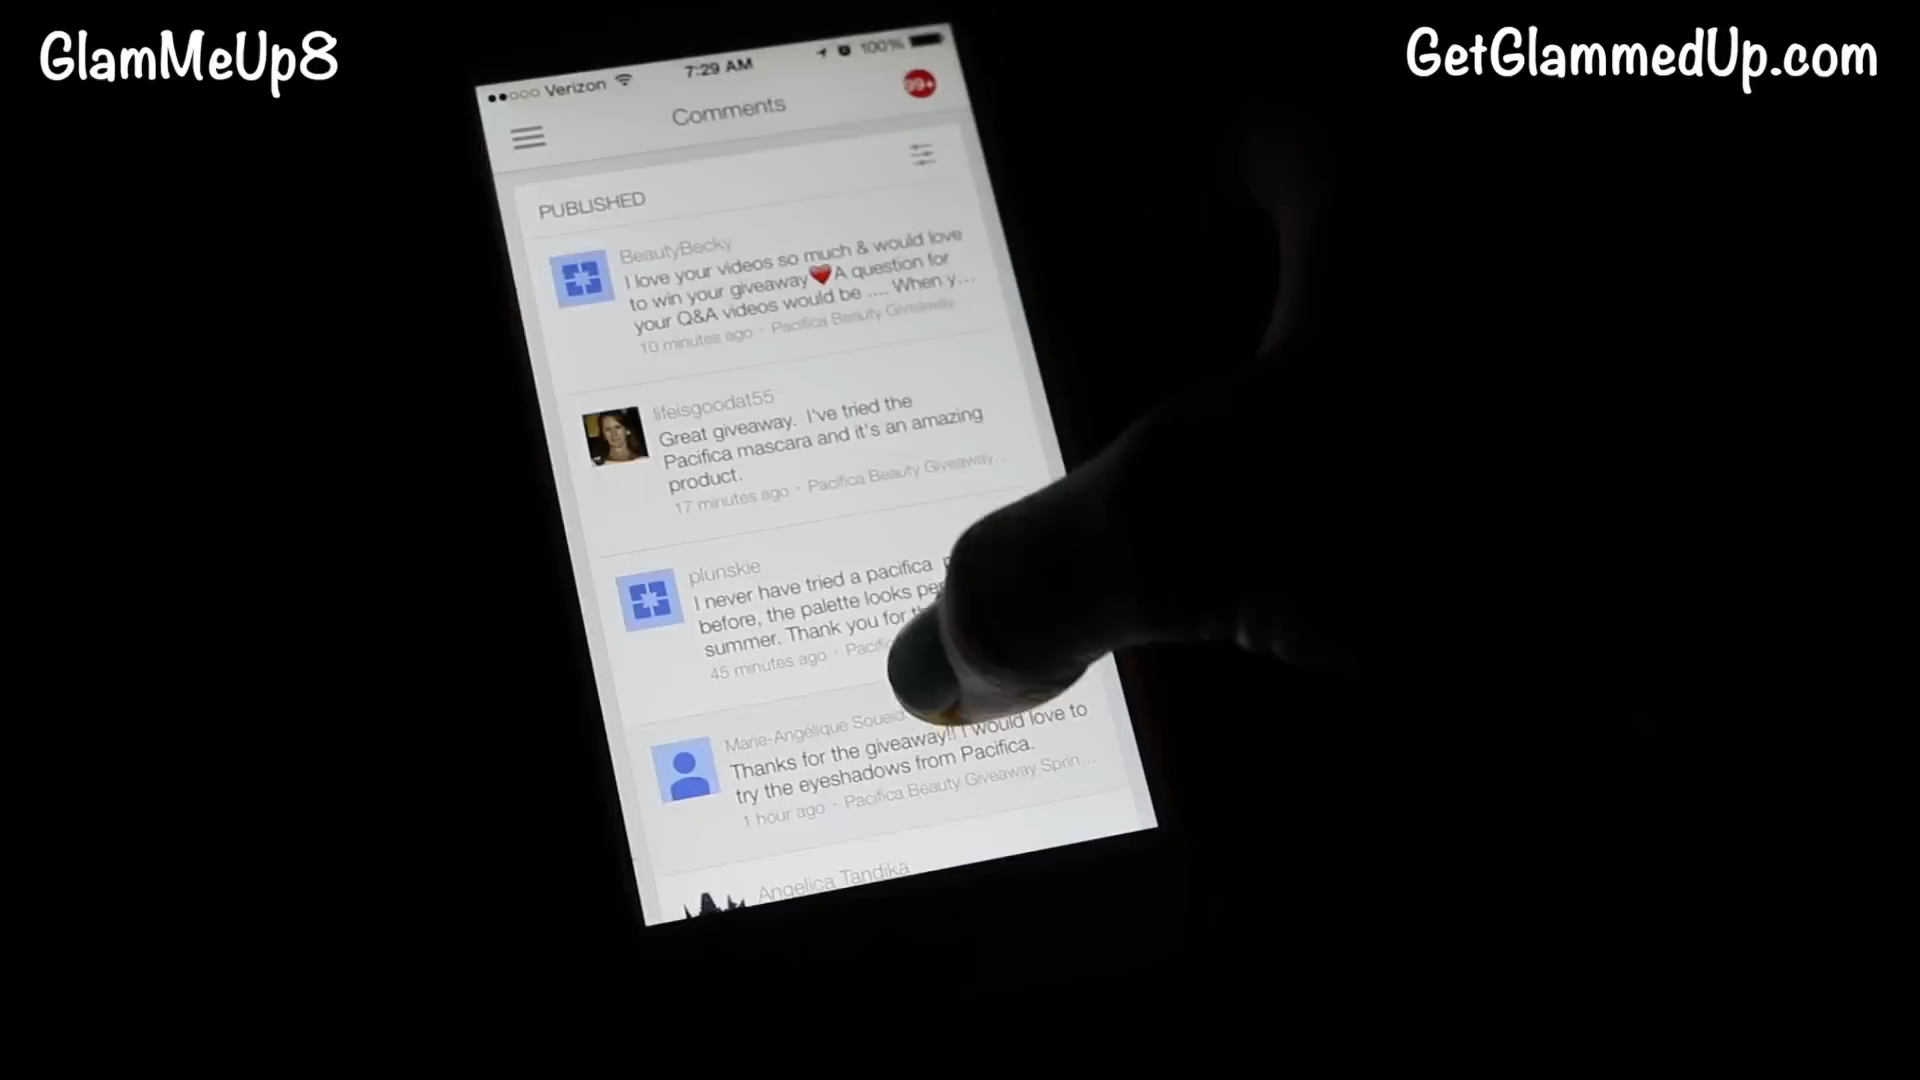 GlamMeUp8
GetGlammedUp.com
Verizon 7:29 AM 100%
Comments
99+
PUBLISHED
BeautyBecky
I love your videos so much & would love
to win your giveaway❤️A question for
your Q&A videos would be .... When y...
10 minutes ago · Pacifica Beauty Giveaway
lifeisgoodat55
Great giveaway. I've tried the
Pacifica mascara and it's an amazing
product.
17 minutes ago · Pacifica Beauty Giveaway...
plunskie
I never have tried a pacifica
before, the palette looks
summer. Thank you for
45 minutes ago ·
Marie-Angélique
Thanks for the giveaway!! I would love to
try the eyeshadows from Pacifica.
1 hour ago · Pacifica Beauty Giveaway Sprin...
Angelica Tandika